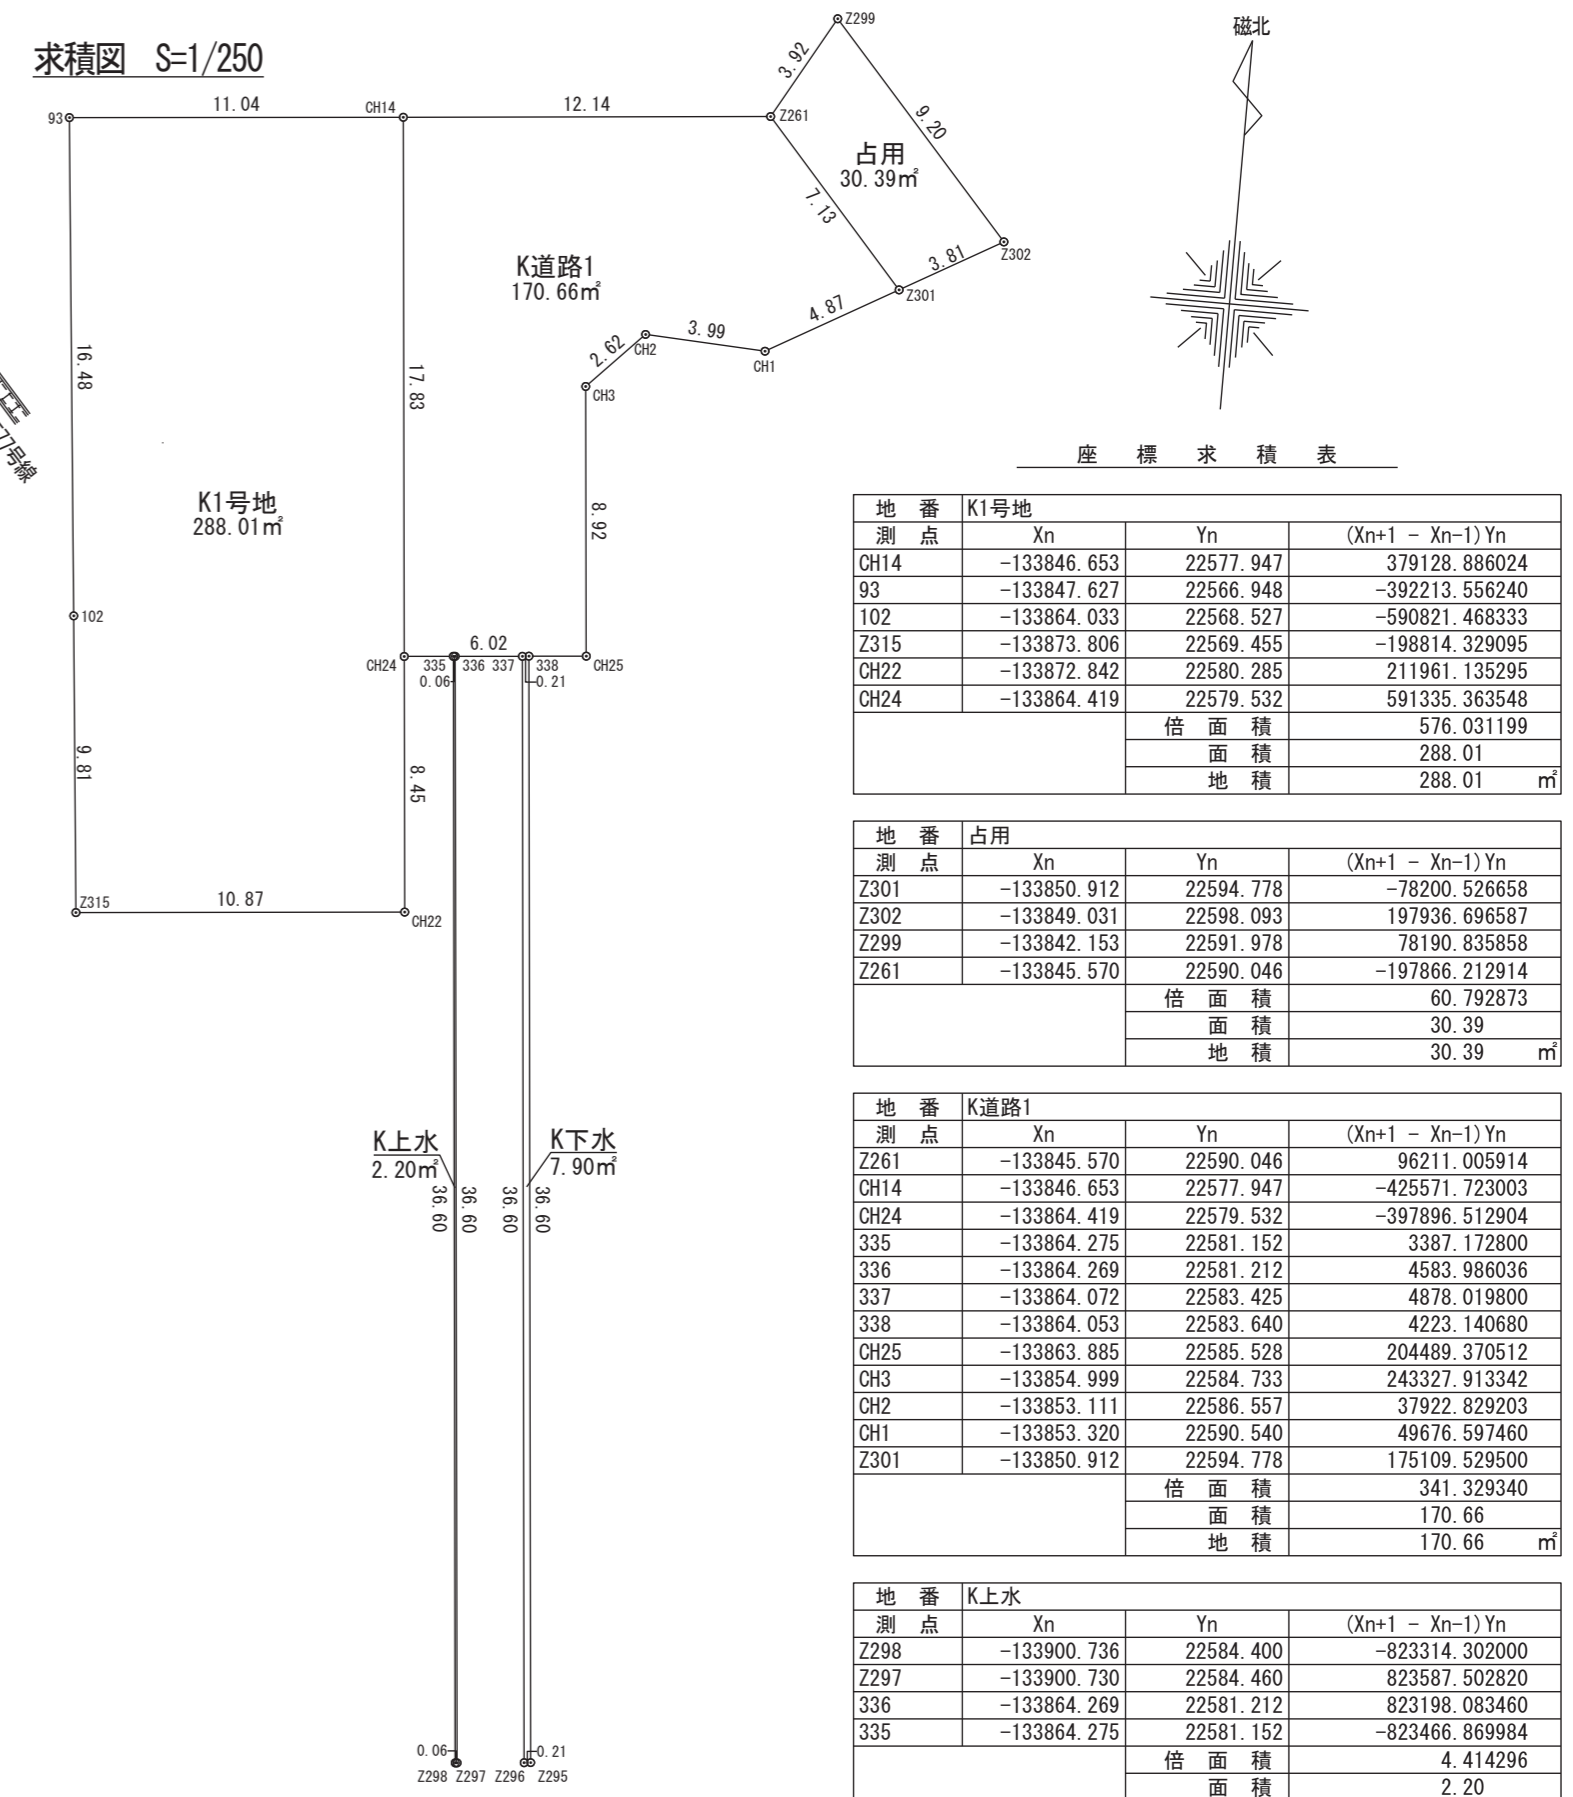 求積図 S=1/250
磁北
Z299
3.92
11.04
CH14
12.14
93
Z261
9.20
占用
30.39㎡
7.13
K道路1
170.66㎡
3.81
Z302
Z301
4.87
3.99
2.62
CH2
CH1
16.48
17.83
CH3
77号線
K1号地
288.01㎡
8.92
102
6.02
CH24
335
336
337
338
CH25
0.06
0.21
9.81
8.45
Z315
10.87
CH22
K上水
2.20㎡
K下水
7.90㎡
36.60
36.60
36.60
36.60
0.06
0.21
Z298
Z297
Z296
Z295
座標求積表
地番 K1号地
測点 Xn Yn (Xn+1 - Xn-1)Yn
CH14 -133846.653 22577.947 379128.886024
93 -133847.627 22566.948 -392213.556240
102 -133864.033 22568.527 -590821.468333
Z315 -133873.806 22569.455 -198814.329095
CH22 -133872.842 22580.285 211961.135295
CH24 -133864.419 22579.532 591335.363548
倍面積 576.031199
面積 288.01
地積 288.01 ㎡
地番 占用
測点 Xn Yn (Xn+1 - Xn-1)Yn
Z301 -133850.912 22594.778 -78200.526658
Z302 -133849.031 22598.093 197936.696587
Z299 -133842.153 22591.978 78190.835858
Z261 -133845.570 22590.046 -197866.212914
倍面積 60.792873
面積 30.39
地積 30.39 ㎡
地番 K道路1
測点 Xn Yn (Xn+1 - Xn-1)Yn
Z261 -133845.570 22590.046 96211.005914
CH14 -133846.653 22577.947 -425571.723003
CH24 -133864.419 22579.532 -397896.512904
335 -133864.275 22581.152 3387.172800
336 -133864.269 22581.212 4583.986036
337 -133864.072 22583.425 4878.019800
338 -133864.053 22583.640 4223.140680
CH25 -133863.885 22585.528 204489.370512
CH3 -133854.999 22584.733 243327.913342
CH2 -133853.111 22586.557 37922.829203
CH1 -133853.320 22590.540 49676.597460
Z301 -133850.912 22594.778 175109.529500
倍面積 341.329340
面積 170.66
地積 170.66 ㎡
地番 K上水
測点 Xn Yn (Xn+1 - Xn-1)Yn
Z298 -133900.736 22584.400 -823314.302000
Z297 -133900.730 22584.460 823587.502820
336 -133864.269 22581.212 823198.083460
335 -133864.275 22581.152 -823466.869984
倍面積 4.414296
面積 2.20